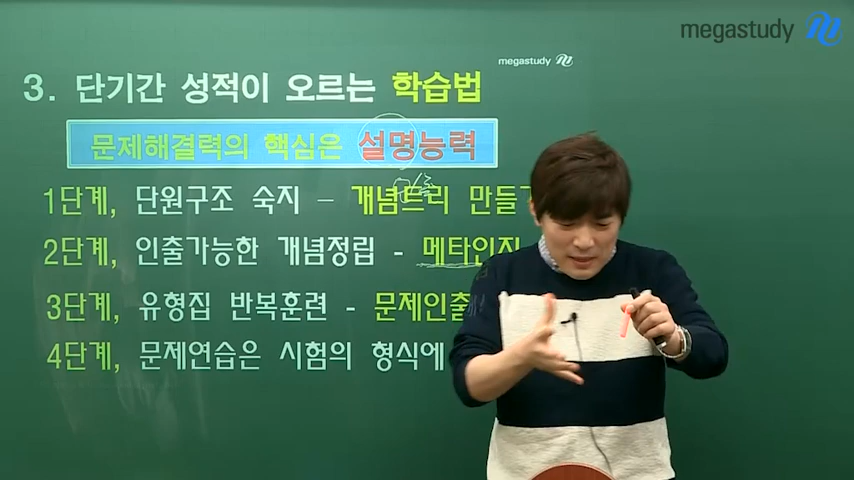 megastudy
megastudy
3. 단기간 성적이 오르는 학습법
문제해결력의 핵심은 설명능력
1단계, 단원구조 숙지 – 개념트리 만들기
2단계, 인출가능한 개념정립 - 메타인지
3단계, 유형집 반복훈련 - 문제인출
4단계, 문제연습은 시험의 형식에